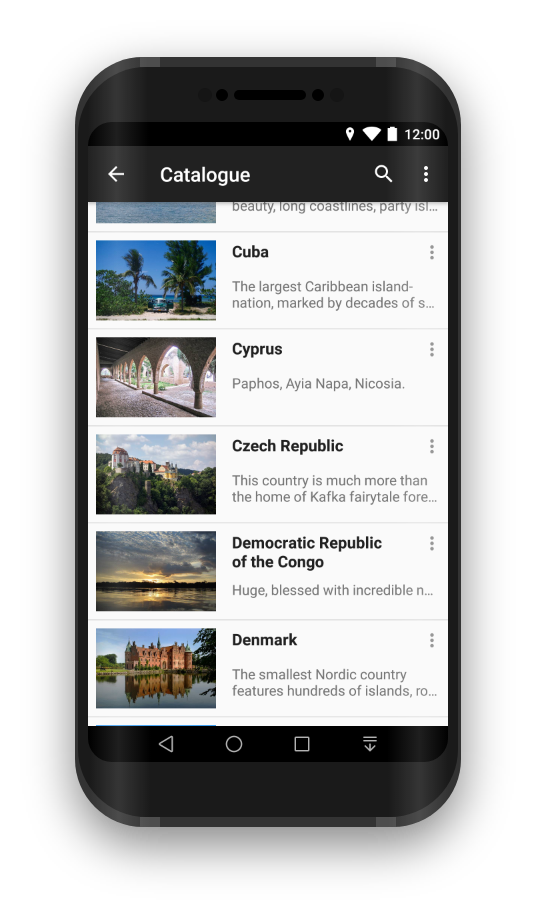 12:00
Catalogue
beauty, long coastlines, party isl…
Cuba
The largest Caribbean island-
nation, marked by decades of s…
Cyprus
Paphos, Ayia Napa, Nicosia.
Czech Republic
This country is much more than
the home of Kafka fairytale fore…
Democratic Republic
of the Congo
Huge, blessed with incredible n…
Denmark
The smallest Nordic country
features hundreds of islands, ro…